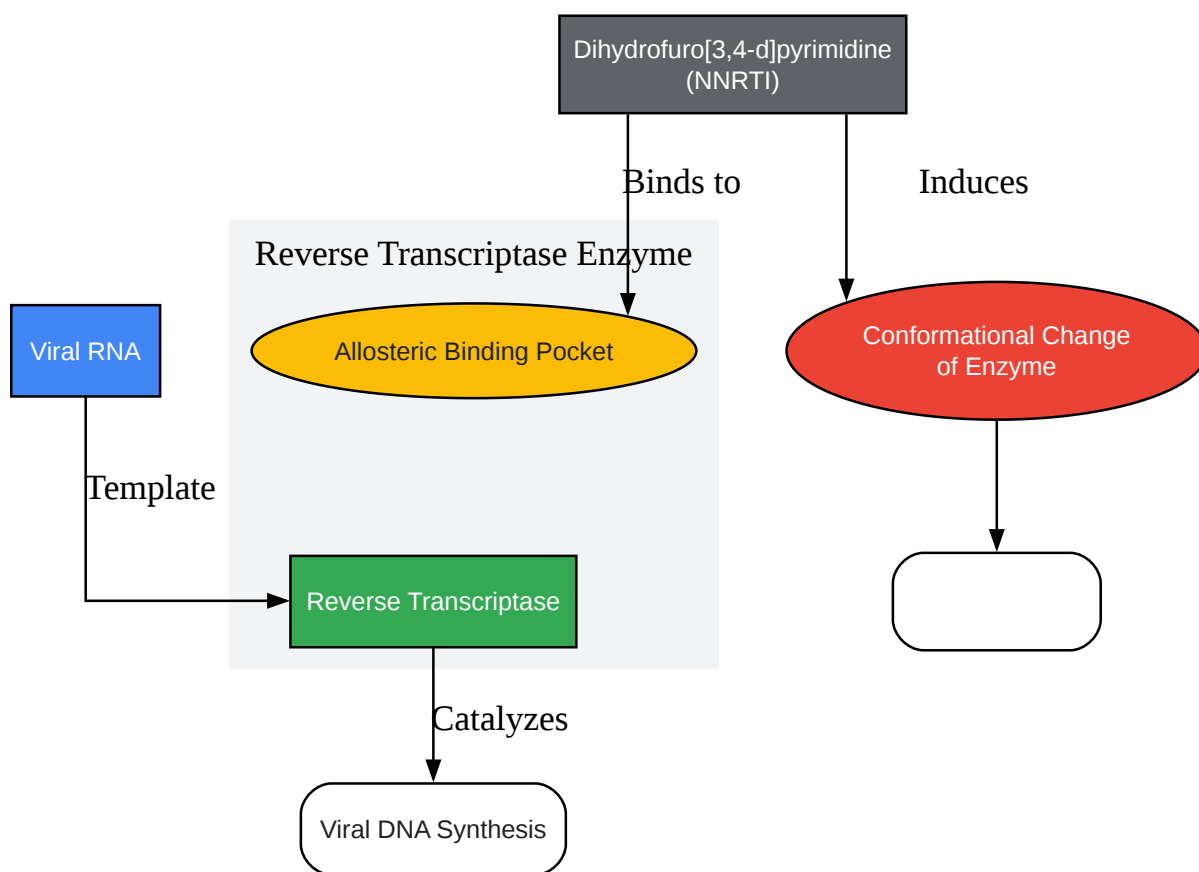 Dihydrofuro[3,4-d]pyrimidine
(NNRTI)
Binds to
Induces
Reverse Transcriptase Enzyme
Viral RNA
Allosteric Binding Pocket
Conformational Change
of Enzyme
Template
Reverse Transcriptase
Catalyzes
Viral DNA Synthesis